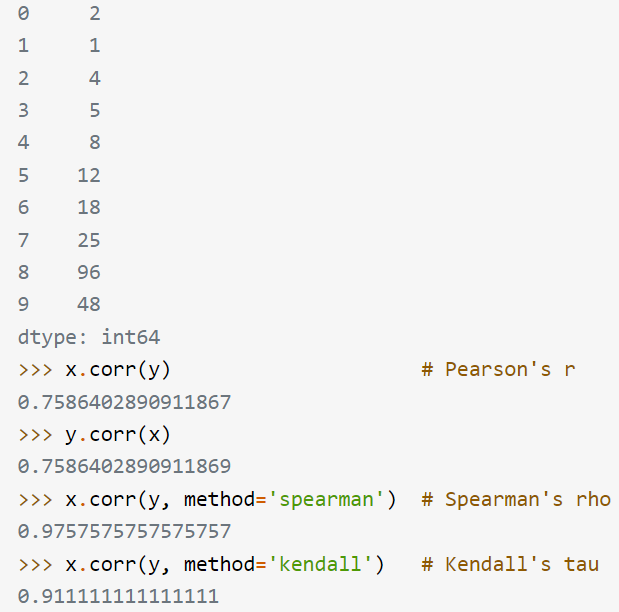 0     2
1     1
2     4
3     5
4     8
5    12
6    18
7    25
8    96
9    48
dtype: int64
>>> x.corr(y)                     # Pearson's r
0.7586402890911867
>>> y.corr(x)
0.7586402890911869
>>> x.corr(y, method='spearman')  # Spearman's rho
0.9757575757575757
>>> x.corr(y, method='kendall')   # Kendall's tau
0.911111111111111